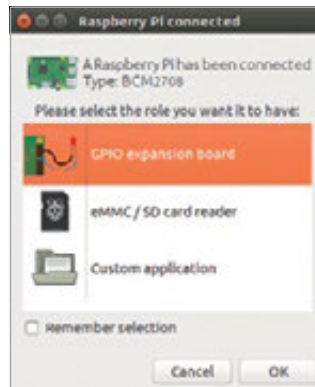 Raspberry Pi connected
A Raspberry Pi has been connected
Type: BCM2708
Please select the role you want it to have:
GPIO expansion board
eMMC / SD card reader
Custom application
Remember selection
Cancel OK